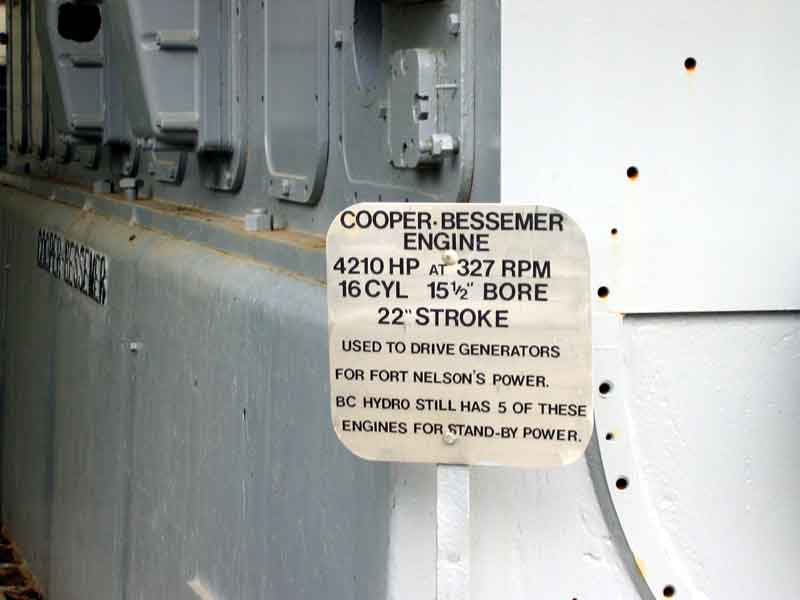 COOPER-BESSEMER
COOPER·BESSEMER
ENGINE
4210 HP AT 327 RPM
16 CYL 15½" BORE
22" STROKE
USED TO DRIVE GENERATORS
FOR FORT NELSON'S POWER.
BC HYDRO STILL HAS 5 OF THESE
ENGINES FOR STAND-BY POWER.